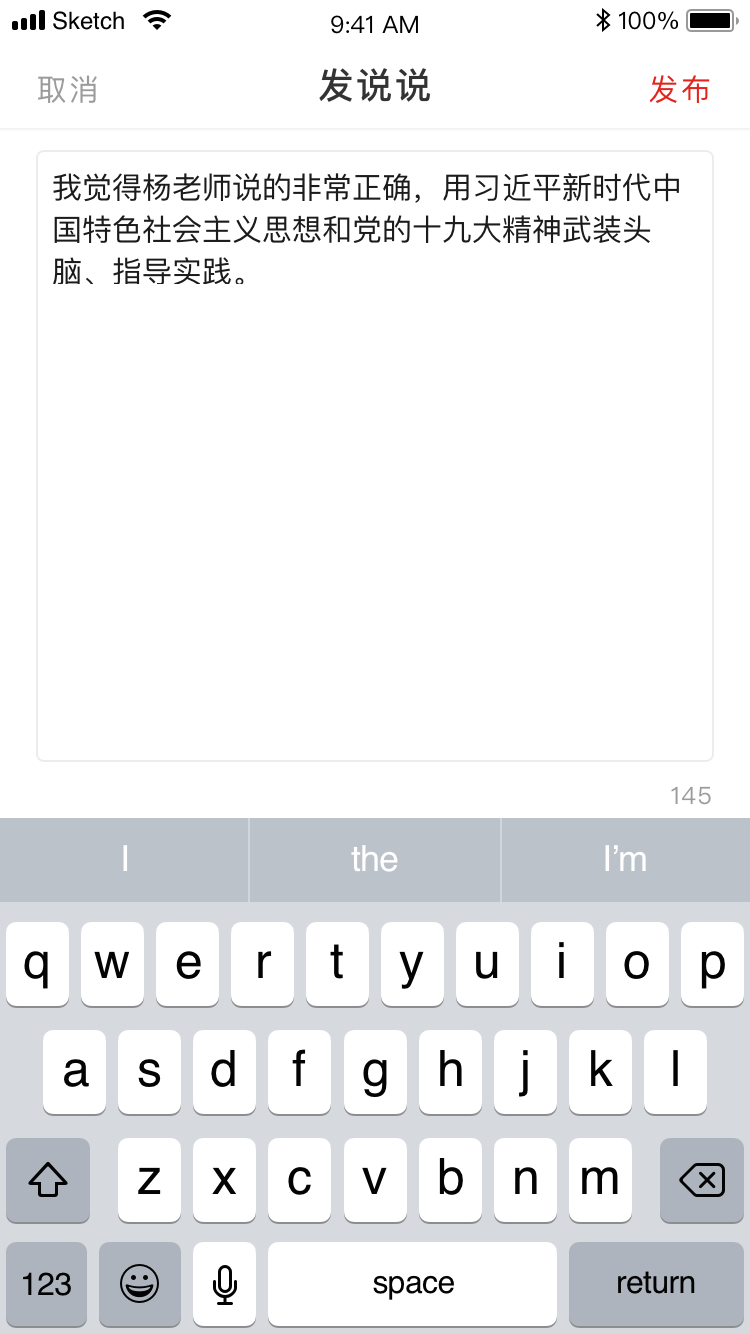 Sketch 9:41 AM 100%
取消 发说说 发布
我觉得杨老师说的非常正确，用习近平新时代中
国特色社会主义思想和党的十九大精神武装头
脑、指导实践。
145
I the I’m
q w e r t y u i o p
a s d f g h j k l
z x c v b n m
123 space return